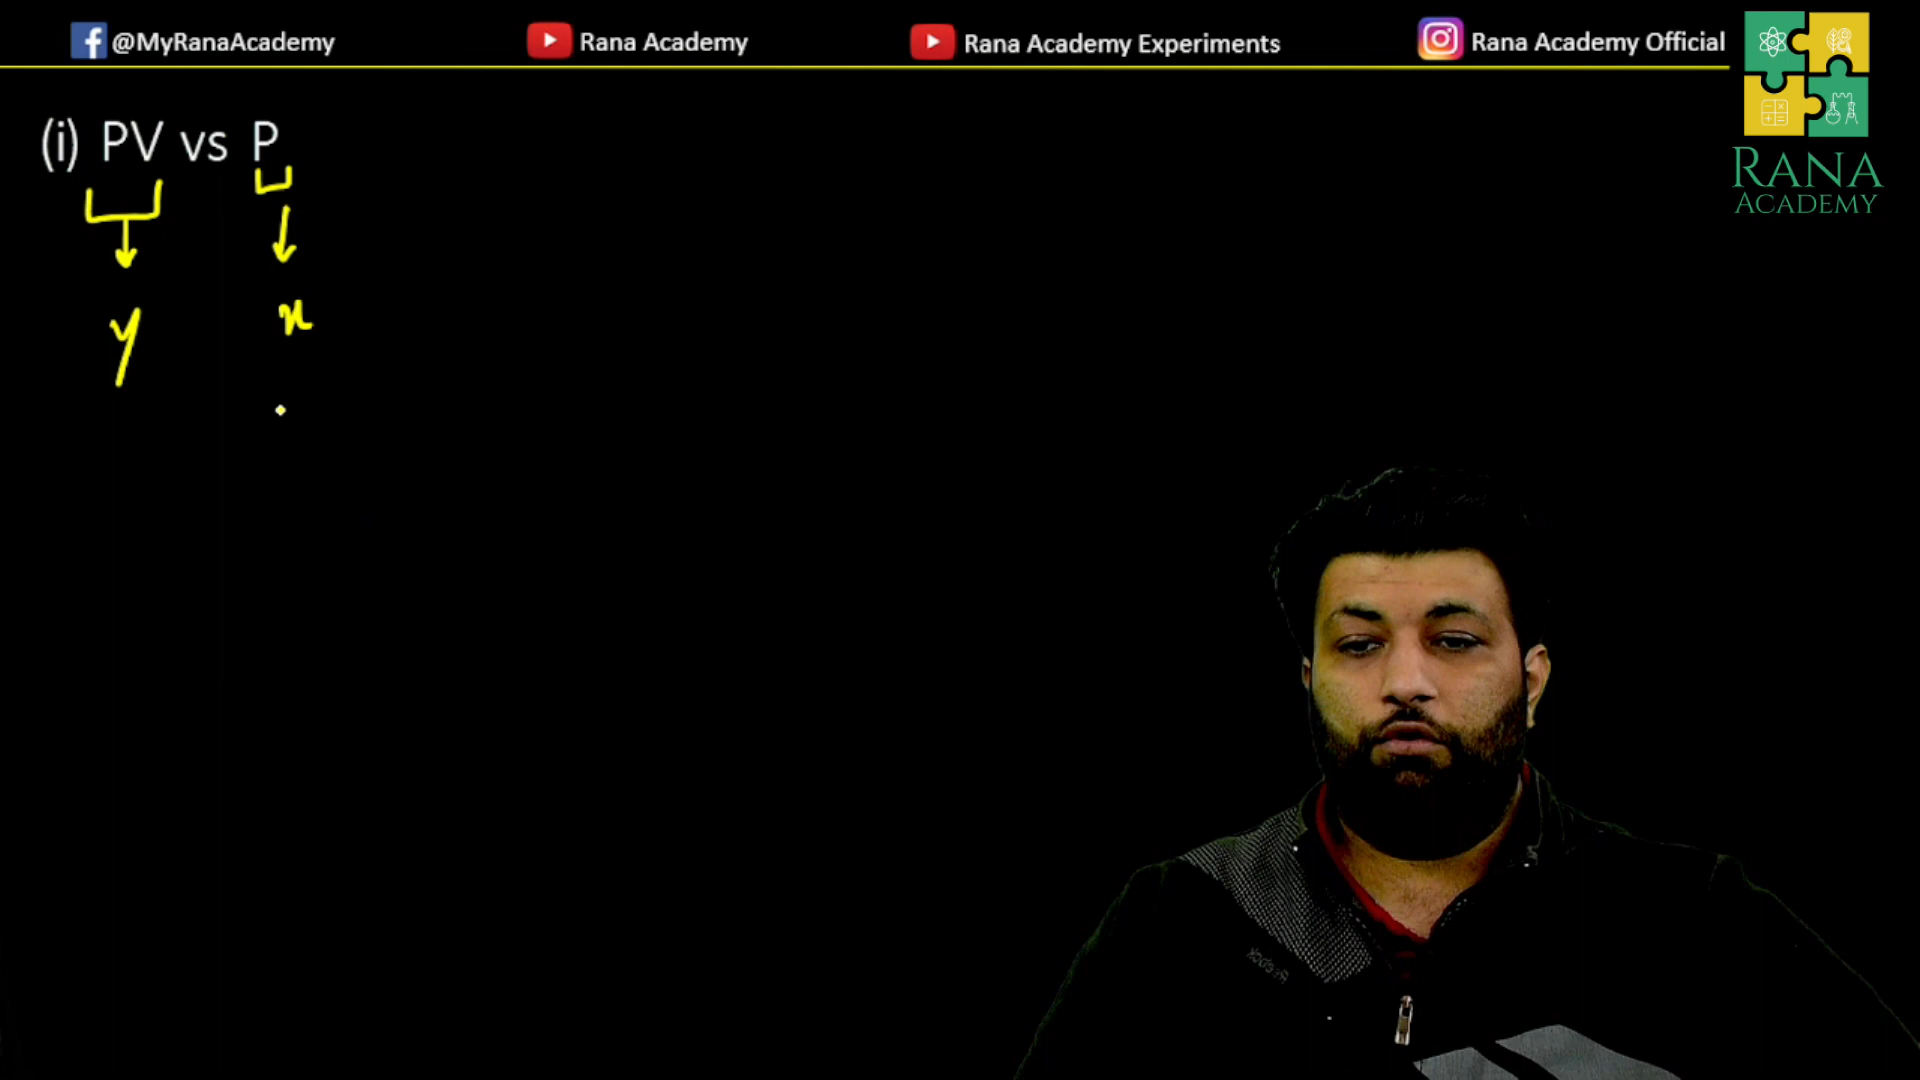 @MyRanaAcademy
Rana Academy
Rana Academy Experiments
Rana Academy Official
RANA
ACADEMY
(i) PV vs P
y x